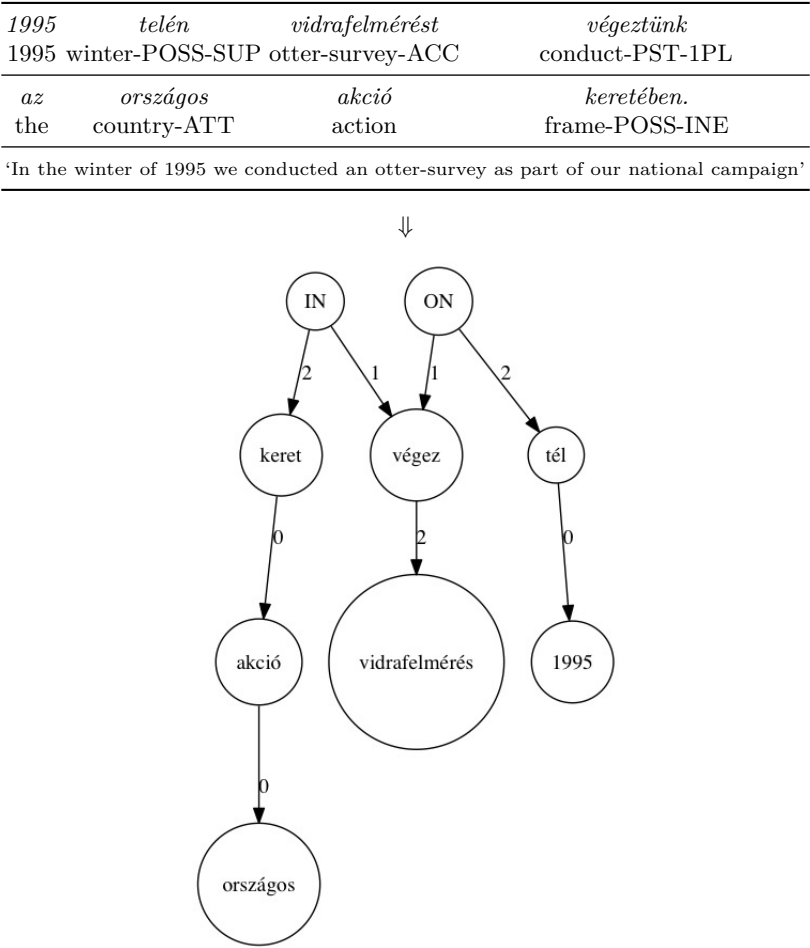 1995 telén vidrafelmérést végeztünk
1995 winter-POSS-SUP otter-survey-ACC conduct-PST-1PL
az országos akció keretében.
the country-ATT action frame-POSS-INE
‘In the winter of 1995 we conducted an otter-survey as part of our national campaign’
⇓
IN ON
2 1 1 2
keret végez tél
0 2 0
akció vidrafelmérés 1995
0
országos